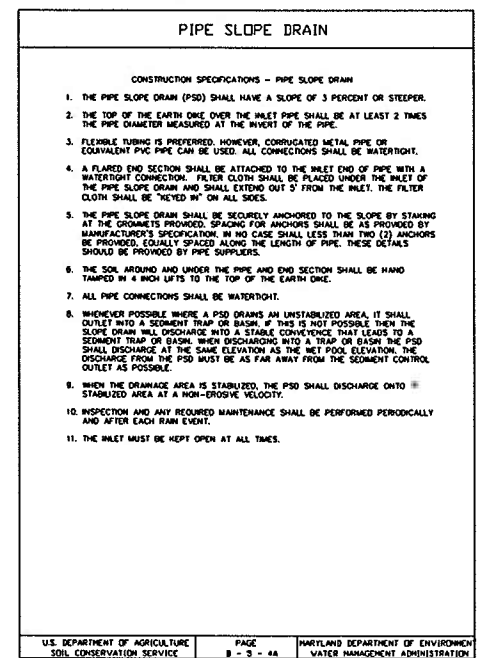 PIPE SLOPE DRAIN
CONSTRUCTION SPECIFICATIONS - PIPE SLOPE DRAIN
1. THE PIPE SLOPE DRAIN (PSD) SHALL HAVE A SLOPE OF 3 PERCENT OR STEEPER.
2. THE TOP OF THE EARTH DIKE OVER THE INLET PIPE SHALL BE AT LEAST 2 TIMES
THE PIPE DIAMETER MEASURED AT THE INVERT OF THE PIPE.
3. FLEXIBLE TUBING IS PREFERRED. HOWEVER, CORRUGATED METAL PIPE OR
EQUIVALENT PVC PIPE CAN BE USED. ALL CONNECTIONS SHALL BE WATERTIGHT.
4. A FLARED END SECTION SHALL BE ATTACHED TO THE INLET END OF PIPE WITH A
WATERTIGHT CONNECTION. FILTER CLOTH SHALL BE PLACED UNDER THE INLET OF
THE PIPE SLOPE DRAIN AND SHALL EXTEND OUT 5' FROM THE INLET. THE FILTER
CLOTH SHALL BE "KEYED IN" ON ALL SIDES.
5. THE PIPE SLOPE DRAIN SHALL BE SECURELY ANCHORED TO THE SLOPE BY STAKING
AT THE GROMMETS PROVIDED. SPACING FOR ANCHORS SHALL BE AS PROVIDED BY
MANUFACTURER'S SPECIFICATION. IN NO CASE SHALL LESS THAN TWO (2) ANCHORS
BE PROVIDED, EQUALLY SPACED ALONG THE LENGTH OF PIPE. THESE DETAILS
SHOULD BE PROVIDED BY PIPE SUPPLIERS.
6. THE SOIL AROUND AND UNDER THE PIPE AND END SECTION SHALL BE HAND
TAMPED IN 4 INCH LIFTS TO THE TOP OF THE EARTH DIKE.
7. ALL PIPE CONNECTIONS SHALL BE WATERTIGHT.
8. WHENEVER POSSIBLE WHERE A PSD DRAINS AN UNSTABILIZED AREA, IT SHALL
OUTLET INTO A SEDIMENT TRAP OR BASIN. IF THIS IS NOT POSSIBLE THEN THE
SLOPE DRAIN WILL DISCHARGE INTO A STABLE CONVEYENCE THAT LEADS TO A
SEDIMENT TRAP OR BASIN. WHEN DISCHARGING INTO A TRAP OR BASIN THE PSD
SHALL DISCHARGE AT THE SAME ELEVATION AS THE WET POOL ELEVATION. THE
DISCHARGE FROM THE PSD MUST BE AS FAR AWAY FROM THE SEDIMENT CONTROL
OUTLET AS POSSIBLE.
9. WHEN THE DRAINAGE AREA IS STABILIZED, THE PSD SHALL DISCHARGE ONTO
STABILIZED AREA AT A NON-EROSIVE VELOCITY.
10. INSPECTION AND ANY REQUIRED MAINTENANCE SHALL BE PERFORMED PERIODICALLY
AND AFTER EACH RAIN EVENT.
11. THE INLET MUST BE KEPT OPEN AT ALL TIMES.
U.S. DEPARTMENT OF AGRICULTURE
SOIL CONSERVATION SERVICE
PAGE
B - 3 - 4A
MARYLAND DEPARTMENT OF ENVIRONMEN
WATER MANAGEMENT ADMINISTRATION